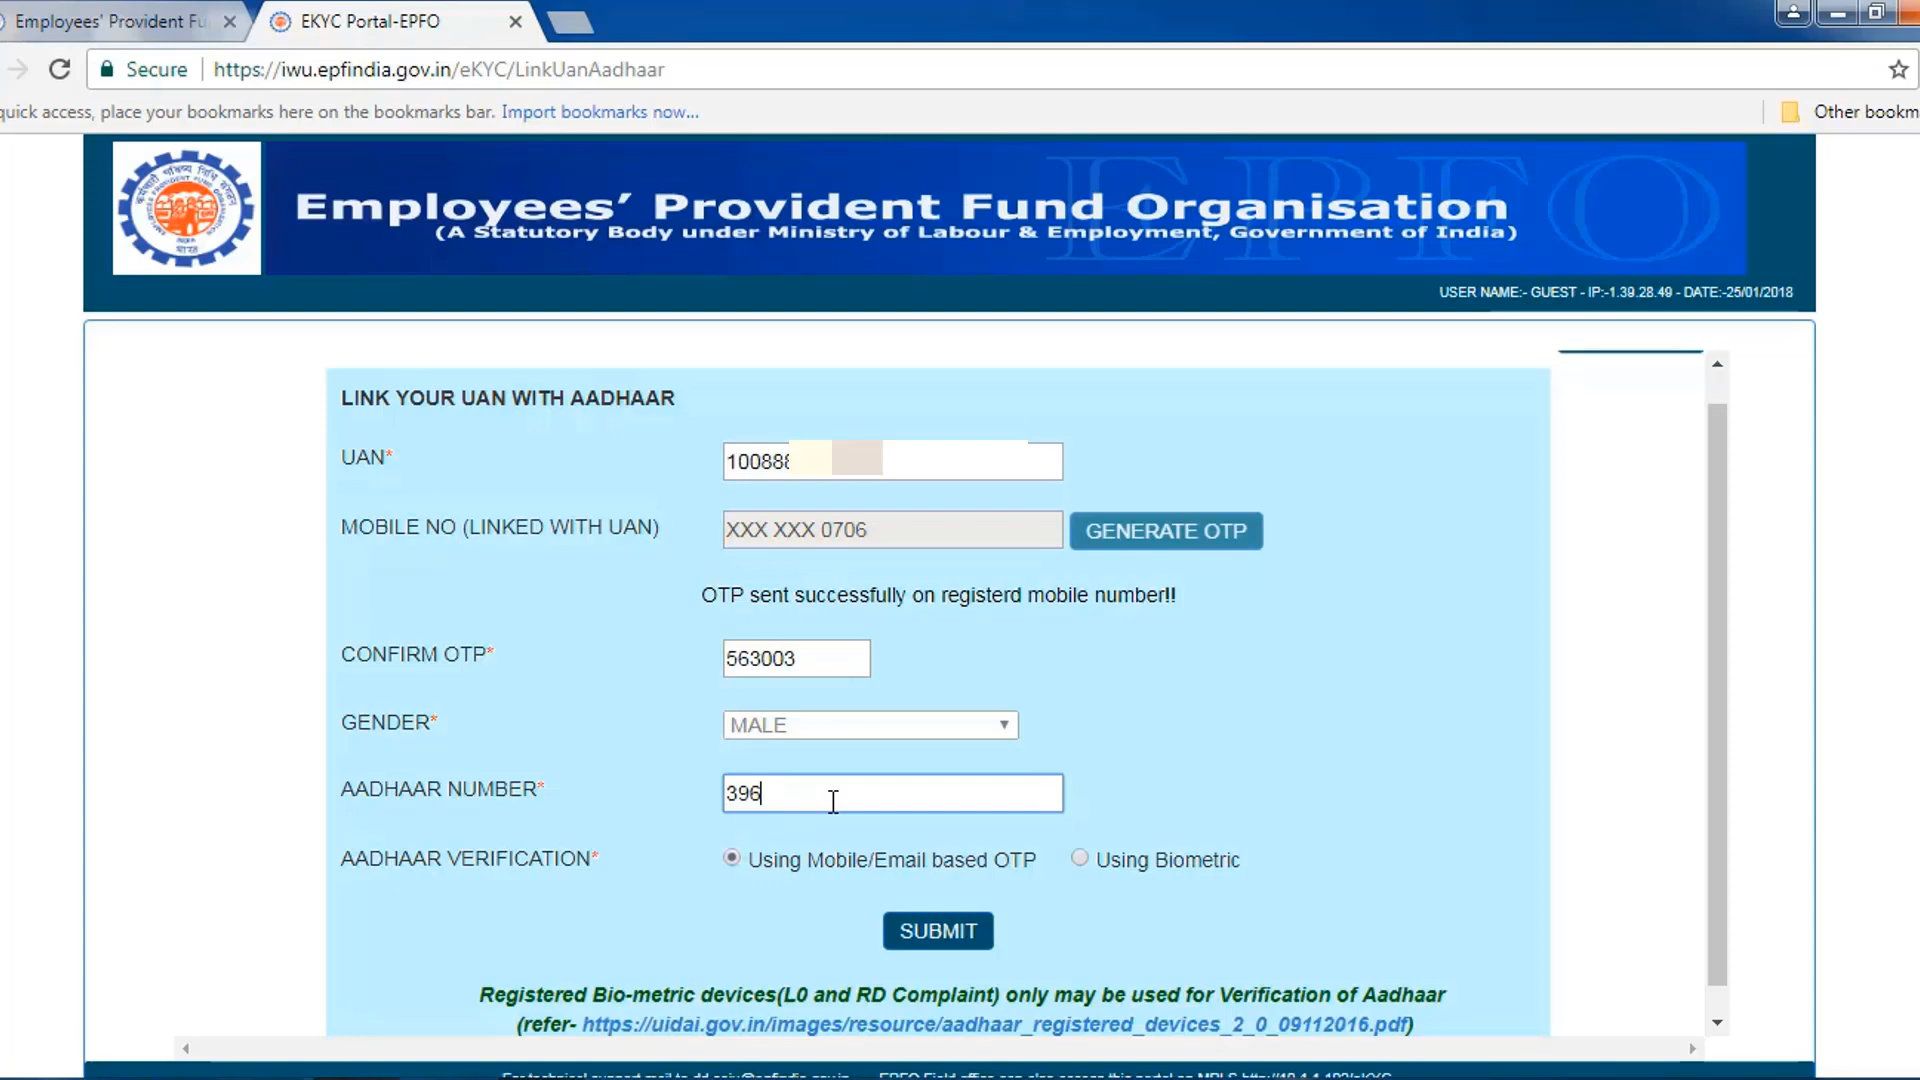 Employees' Provident Fu
EKYC Portal-EPFO
Secure
https://iwu.epfindia.gov.in/eKYC/LinkUanAadhaar
quick access, place your bookmarks here on the bookmarks bar. Import bookmarks now...
Other bookm
Employees' Provident Fund Organisation
(A Statutory Body under Ministry of Labour & Employment, Government of India)
EPFO
USER NAME:- GUEST - IP:-1.39.28.49 - DATE:-25/01/2018
LINK YOUR UAN WITH AADHAAR
UAN*
100888
MOBILE NO (LINKED WITH UAN)
XXX XXX 0706
GENERATE OTP
OTP sent successfully on registerd mobile number!!
CONFIRM OTP*
563003
GENDER*
MALE
AADHAAR NUMBER*
396
AADHAAR VERIFICATION*
Using Mobile/Email based OTP
Using Biometric
SUBMIT
Registered Bio-metric devices(L0 and RD Complaint) only may be used for Verification of Aadhaar
(refer- https://uidai.gov.in/images/resource/aadhaar_registered_devices_2_0_09112016.pdf)